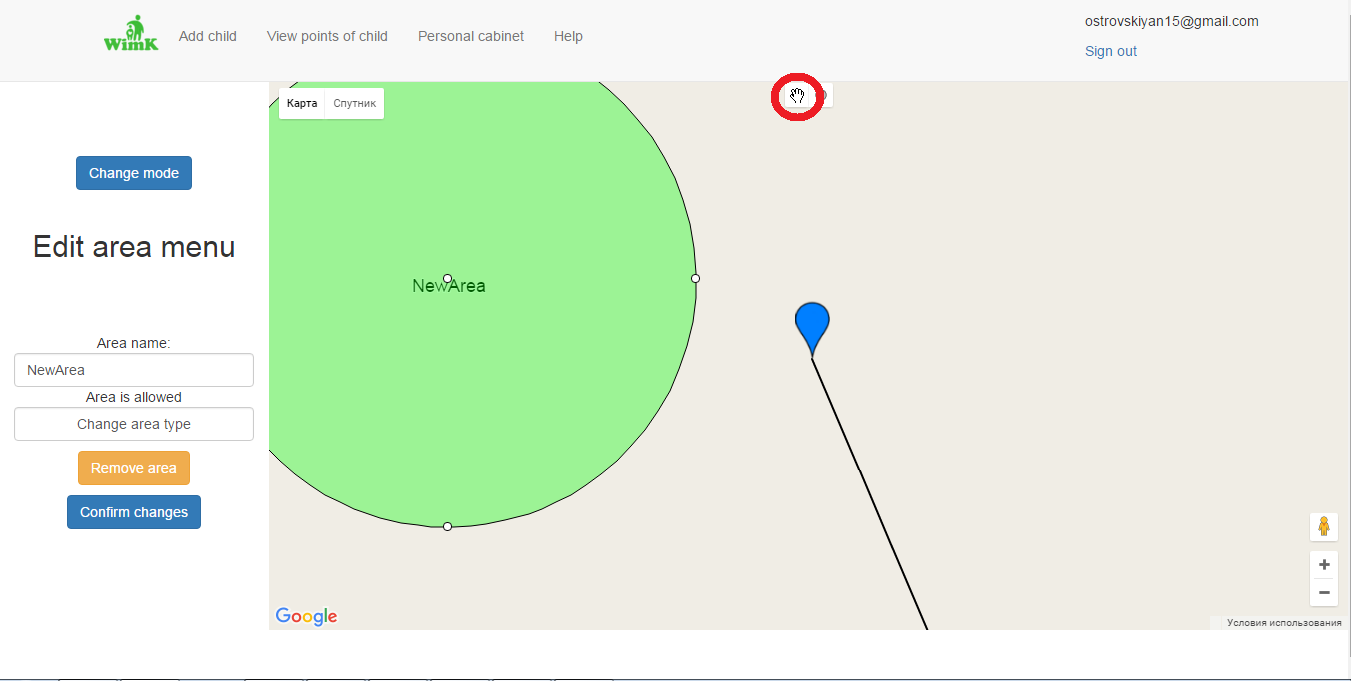 WimK
Add child
View points of child
Personal cabinet
Help
ostrovskiyan15@gmail.com
Sign out
Карта
Спутник
Change mode
Edit area menu
NewArea
Area name:
NewArea
Area is allowed
Change area type
Remove area
Confirm changes
Google
Условия использования